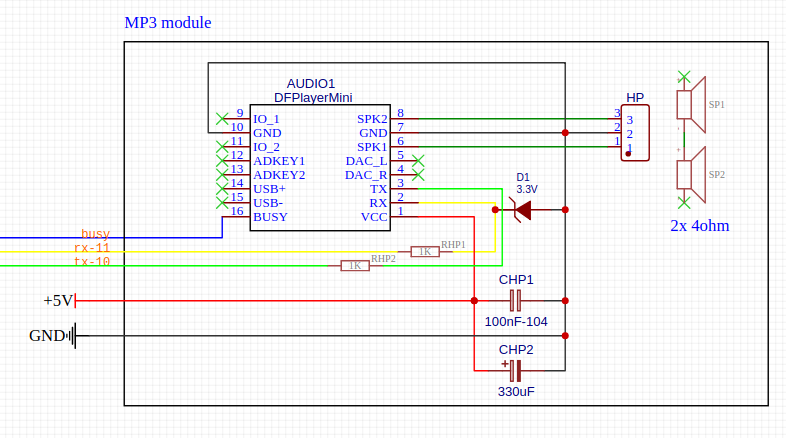 MP3 module
AUDIO1
DFPlayerMini
HP
9 IO_1 SPK2 8 3 3
10 GND GND 7 2 2
11 IO_2 SPK1 6 1 1
12 ADKEY1 DAC_L 5
13 ADKEY2 DAC_R 4
14 USB+ TX 3
15 USB- RX 2
16 BUSY VCC 1
D1
3.3V
SP1
SP2
2x 4ohm
busy
rx-11
tx-10
1K RHP1
1K RHP2
+5V
CHP1
100nF-104
GND
CHP2
+
330uF